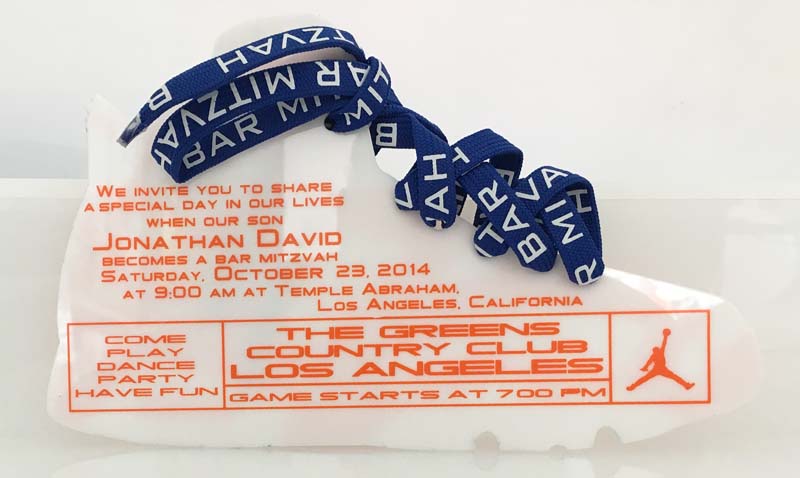 BAR MITZVAH
BAR MITZVAH
BAR
WE INVITE YOU TO SHARE
A SPECIAL DAY IN OUR LIVES
WHEN OUR SON
JONATHAN DAVID
BECOMES A BAR MITZVAH
SATURDAY, OCTOBER 23, 2014
AT 9:00 AM AT TEMPLE ABRAHAM,
LOS ANGELES, CALIFORNIA
COME
PLAY
DANCE
PARTY
HAVE FUN
THE GREENS
COUNTRY CLUB
LOS ANGELES
GAME STARTS AT 700 PM